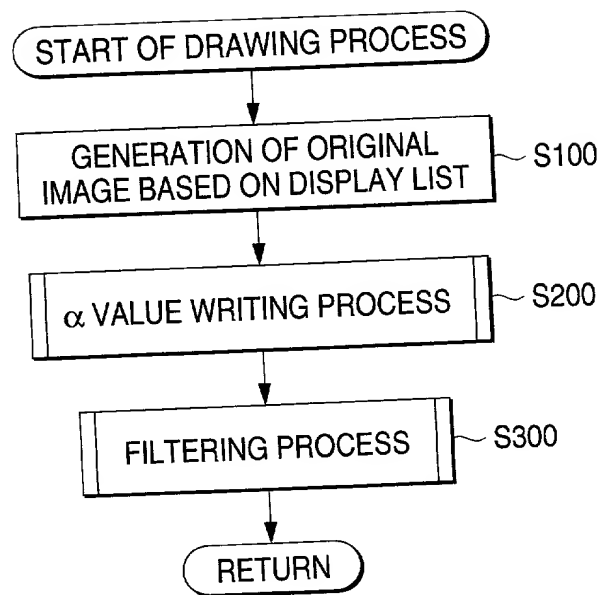 START OF DRAWING PROCESS
GENERATION OF ORIGINAL
IMAGE BASED ON DISPLAY LIST
S100
α VALUE WRITING PROCESS
S200
FILTERING PROCESS
S300
RETURN